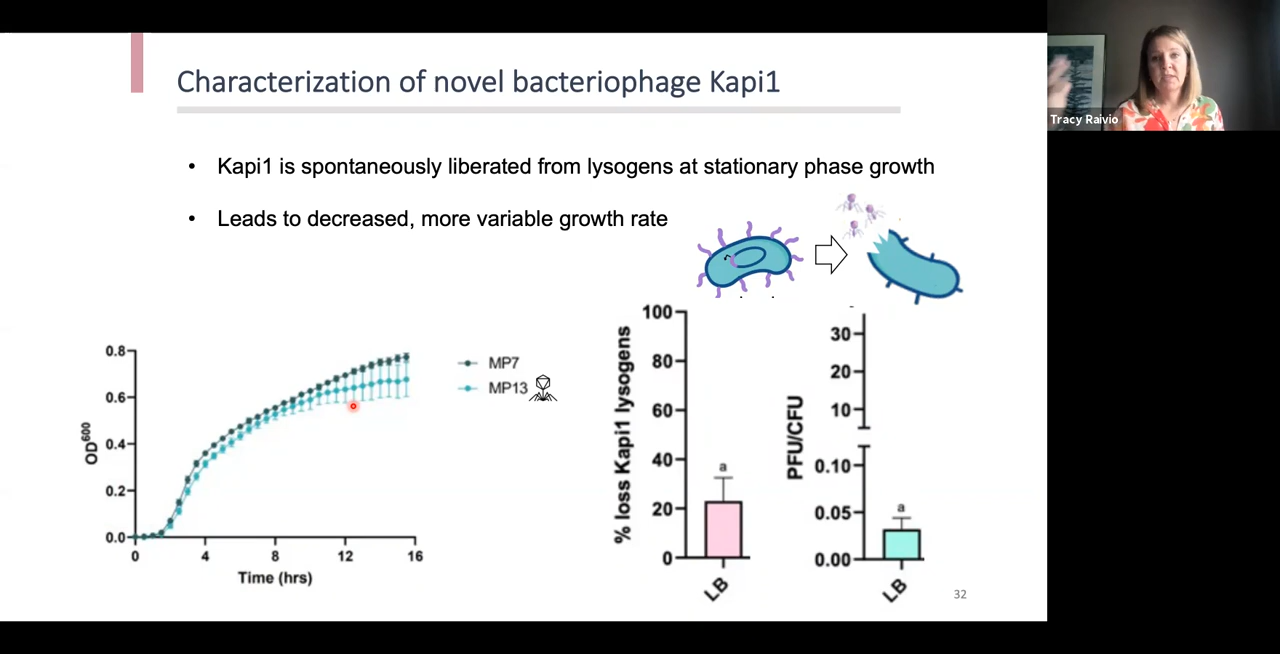 Characterization of novel bacteriophage Kapi1
Tracy Raivio
• Kapi1 is spontaneously liberated from lysogens at stationary phase growth
• Leads to decreased, more variable growth rate
0.8
0.6
0.4
0.2
0.0
OD600
0 4 8 12 16
Time (hrs)
MP7
MP13
% loss Kapi1 lysogens
100
80
60
40
20
0
a
LB
PFU/CFU
30
20
10
0.10
0.05
0.00
a
LB
32